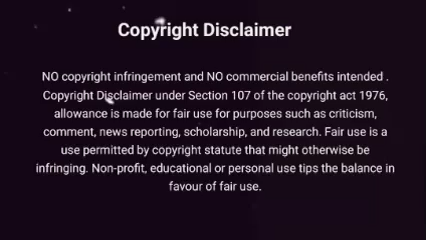 Copyright Disclaimer
NO copyright infringement and NO commercial benefits intended .
Copyright Disclaimer under Section 107 of the copyright act 1976,
allowance is made for fair use for purposes such as criticism,
comment, news reporting, scholarship, and research. Fair use is a
use permitted by copyright statute that might otherwise be
infringing. Non-profit, educational or personal use tips the balance in
favour of fair use.